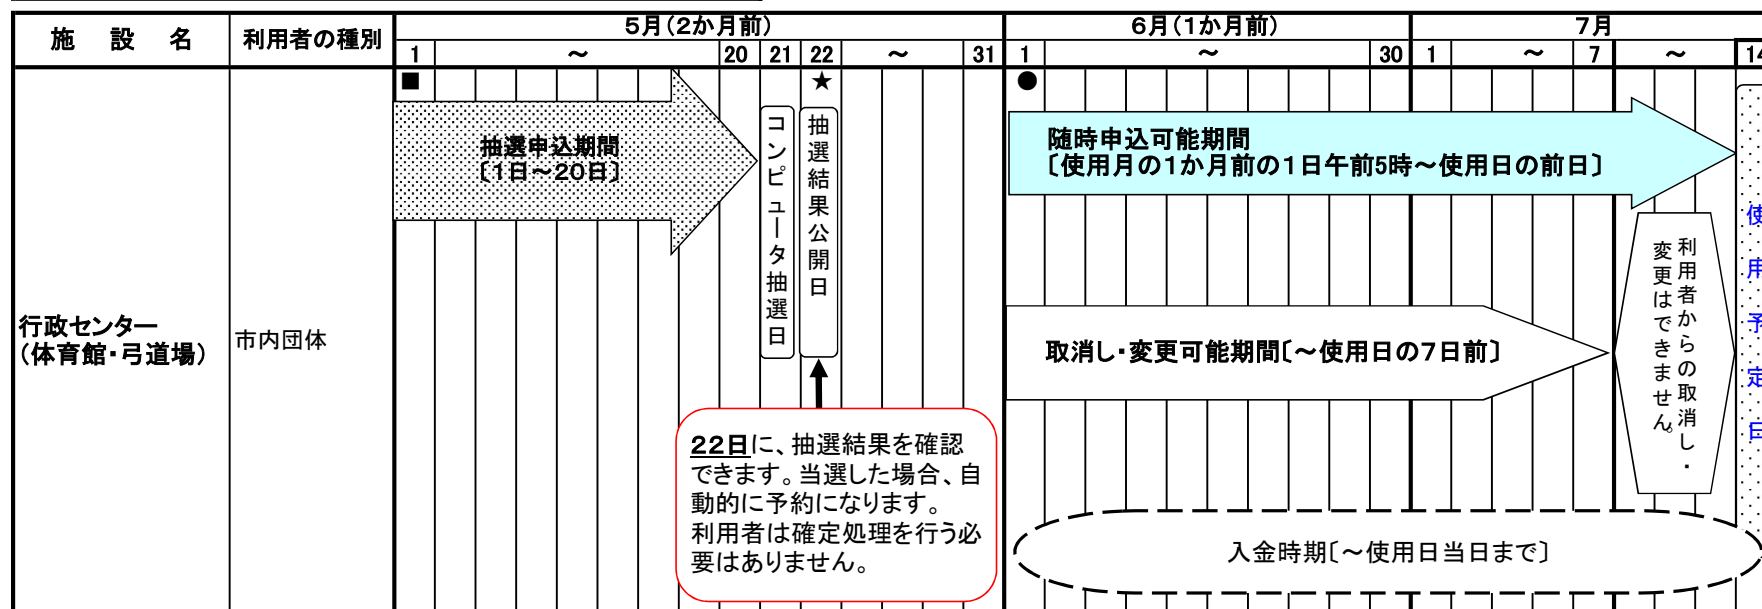 施 設 名
利用者の種別
5月(2か月前)
6月(1か月前)
7月
1 ～ 20 21 22 ～ 31 1 ～ 30 1 ～ 7 ～ 14
■ ★ ●
抽選申込期間
〔1日～20日〕
コンピュータ抽選日
抽選結果公開日
随時申込可能期間
〔使用月の1か月前の1日午前5時～使用日の前日〕
行政センター
(体育館・弓道場)
市内団体
取消し・変更可能期間〔～使用日の7日前〕
利用者からの取消し・
変更はできません。
使用予定日
22日に、抽選結果を確認
できます。当選した場合、自
動的に予約になります。
利用者は確定処理を行う必
要はありません。
入金時期〔～使用日当日まで〕